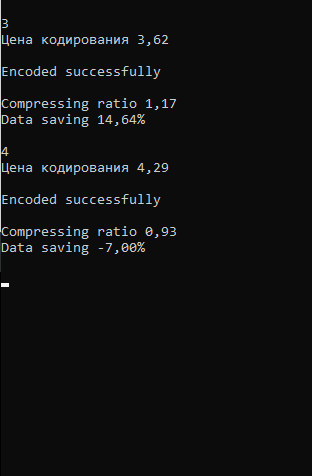 3
Цена кодирования 3,62
Encoded successfully
Compressing ratio 1,17
Data saving 14,64%
4
Цена кодирования 4,29
Encoded successfully
Compressing ratio 0,93
Data saving -7,00%